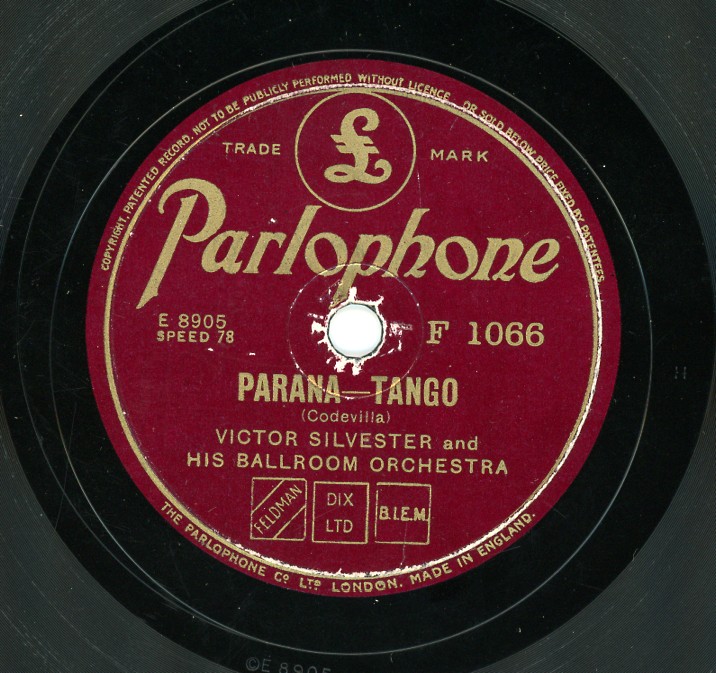 COPYRIGHT. PATENTED RECORD. NOT TO BE PUBLICLY PERFORMED WITHOUT LICENCE OR SOLD BELOW PRICE FIXED BY PATENTEES.
£
TRADE MARK
Parlophone
E 8905
SPEED 78
F 1066
PARANA—TANGO
(Codevilla)
VICTOR SILVESTER and
HIS BALLROOM ORCHESTRA
FELDMAN
DIX
LTD
B.I.E.M.
THE PARLOPHONE Cº LTD LONDON. MADE IN ENGLAND.
E 8905